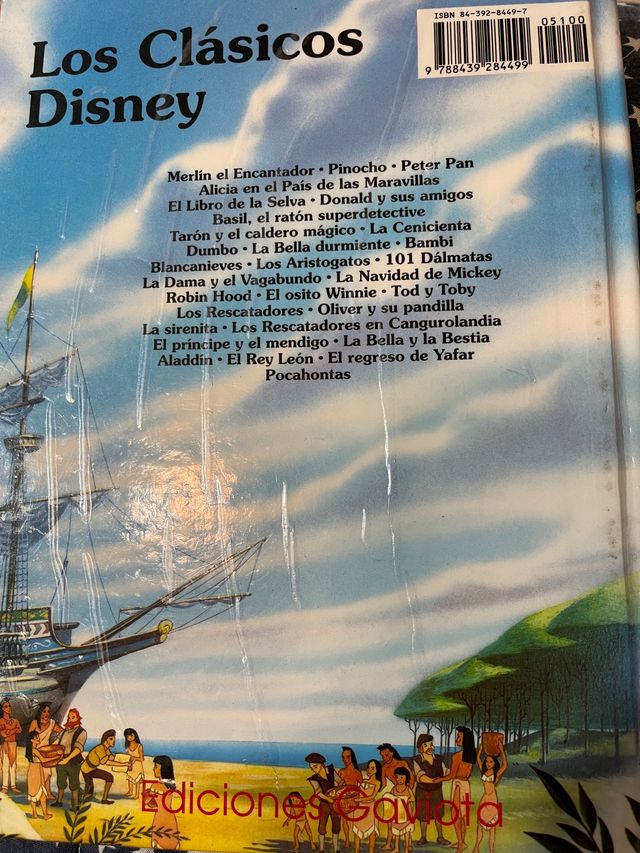 ISBN 84-392-8449-7
05100
9 788439 284499
Los Clásicos
Disney
Merlín el Encantador • Pinocho • Peter Pan
Alicia en el País de las Maravillas
El Libro de la Selva • Donald y sus amigos
Basil, el ratón superdetective
Tarón y el caldero mágico • La Cenicienta
Dumbo • La Bella durmiente • Bambi
Blancanieves • Los Aristogatos • 101 Dálmatas
La Dama y el Vagabundo • La Navidad de Mickey
Robin Hood • El osito Winnie • Tod y Toby
Los Rescatadores • Oliver y su pandilla
La sirenita • Los Rescatadores en Cangurolandia
El príncipe y el mendigo • La Bella y la Bestia
Aladdín • El Rey León • El regreso de Yafar
Pocahontas
Ediciones Gaviota